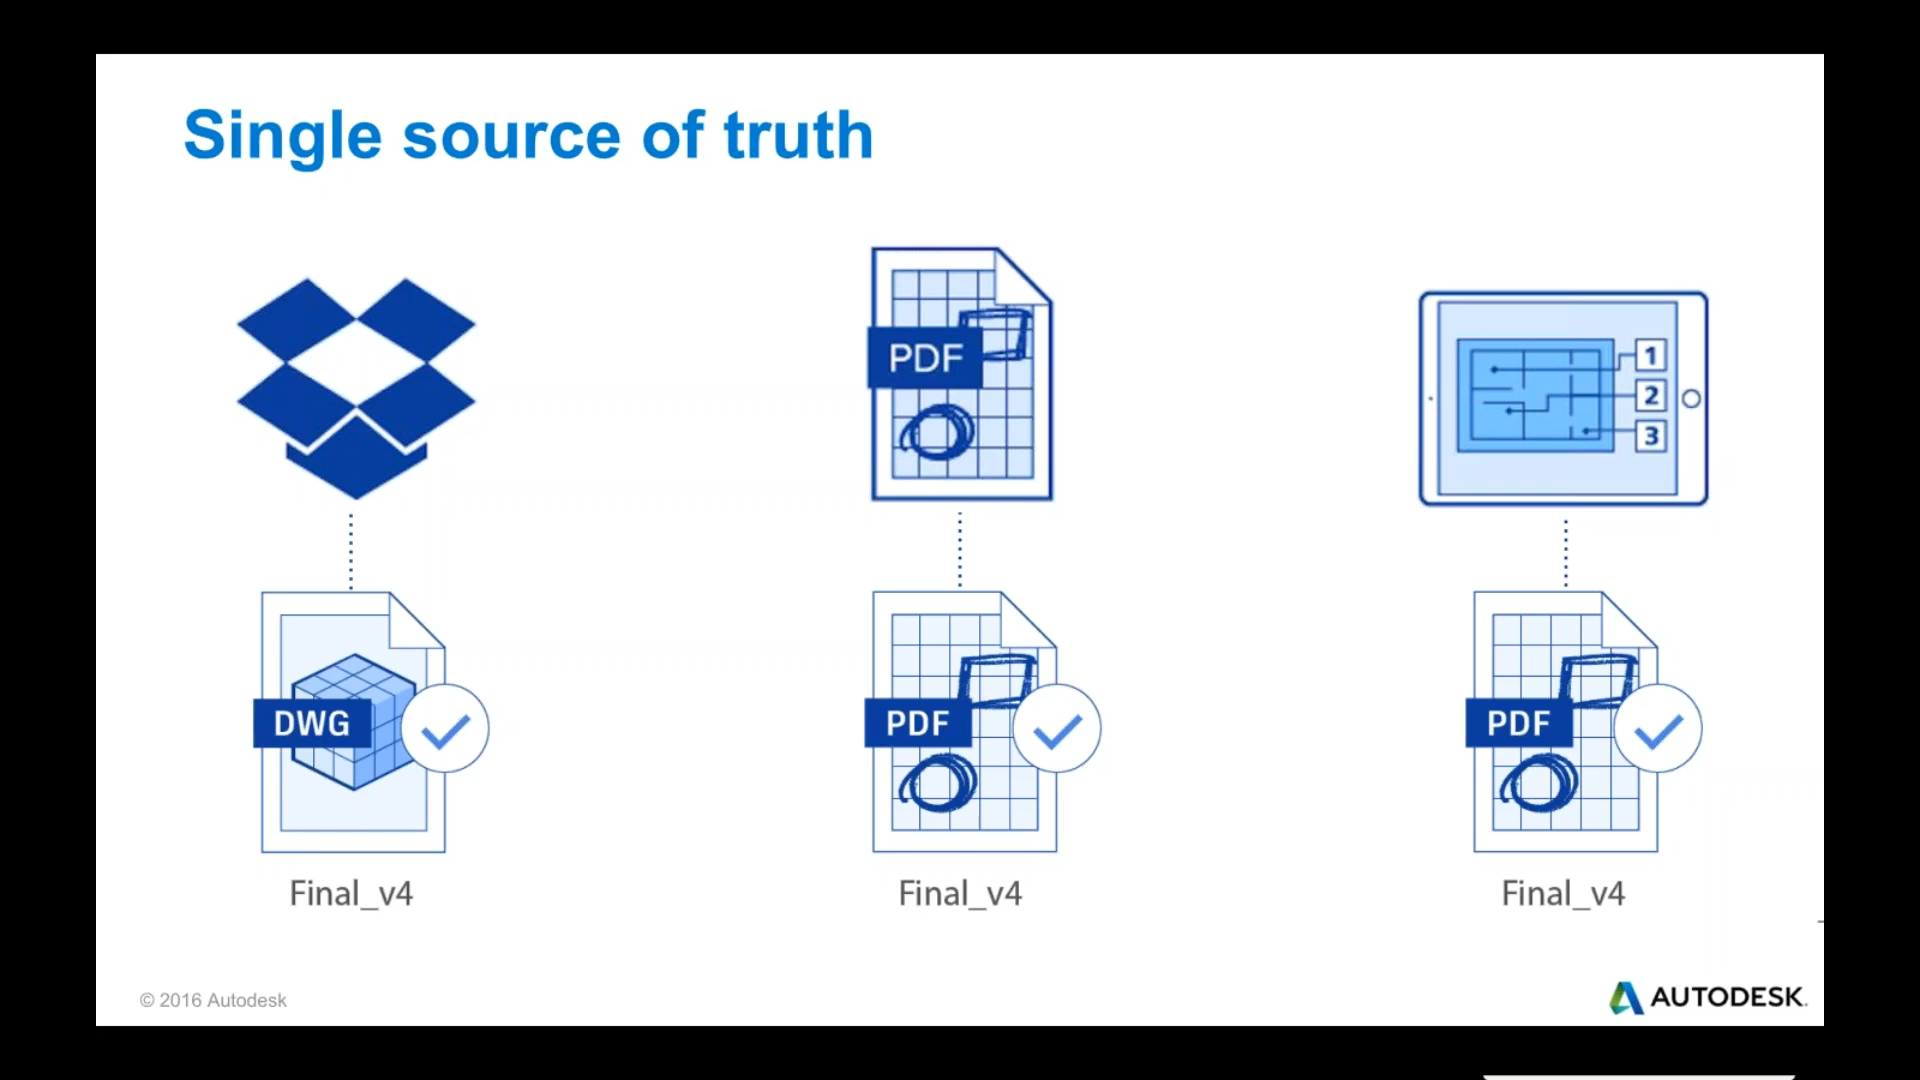 Single source of truth
PDF
1
2
3
DWG
PDF
PDF
Final_v4
Final_v4
Final_v4
© 2016 Autodesk
AUTODESK.